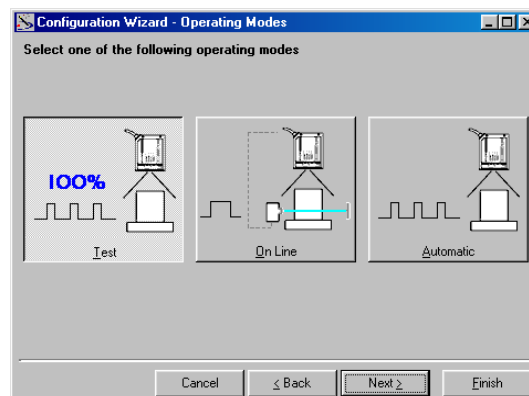 Configuration Wizard - Operating Modes
Select one of the following operating modes
100%
Test
On Line
Automatic
Cancel
< Back
Next >
Finish